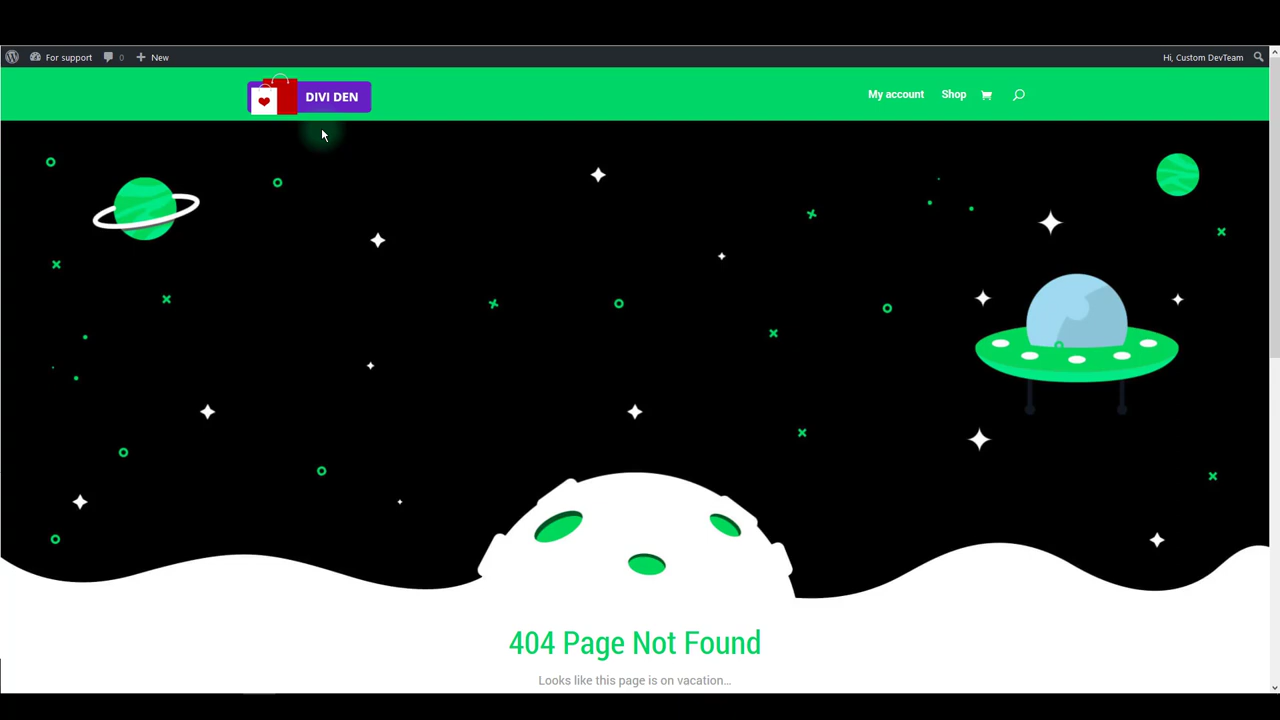 For support 0 New Hi, Custom DevTeam
DIVI DEN My account Shop
404 Page Not Found
Looks like this page is on vacation...